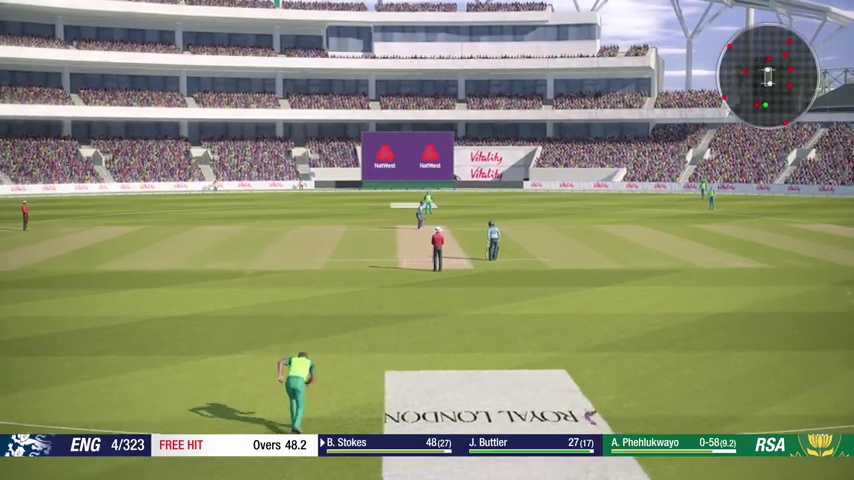 NatWest NatWest
Vitality
Vitality
ROYAL LONDON
ENG 4/323 FREE HIT Overs 48.2 B. Stokes 48(27) J. Buttler 27(17) A. Phehlukwayo 0-58(9.2) RSA